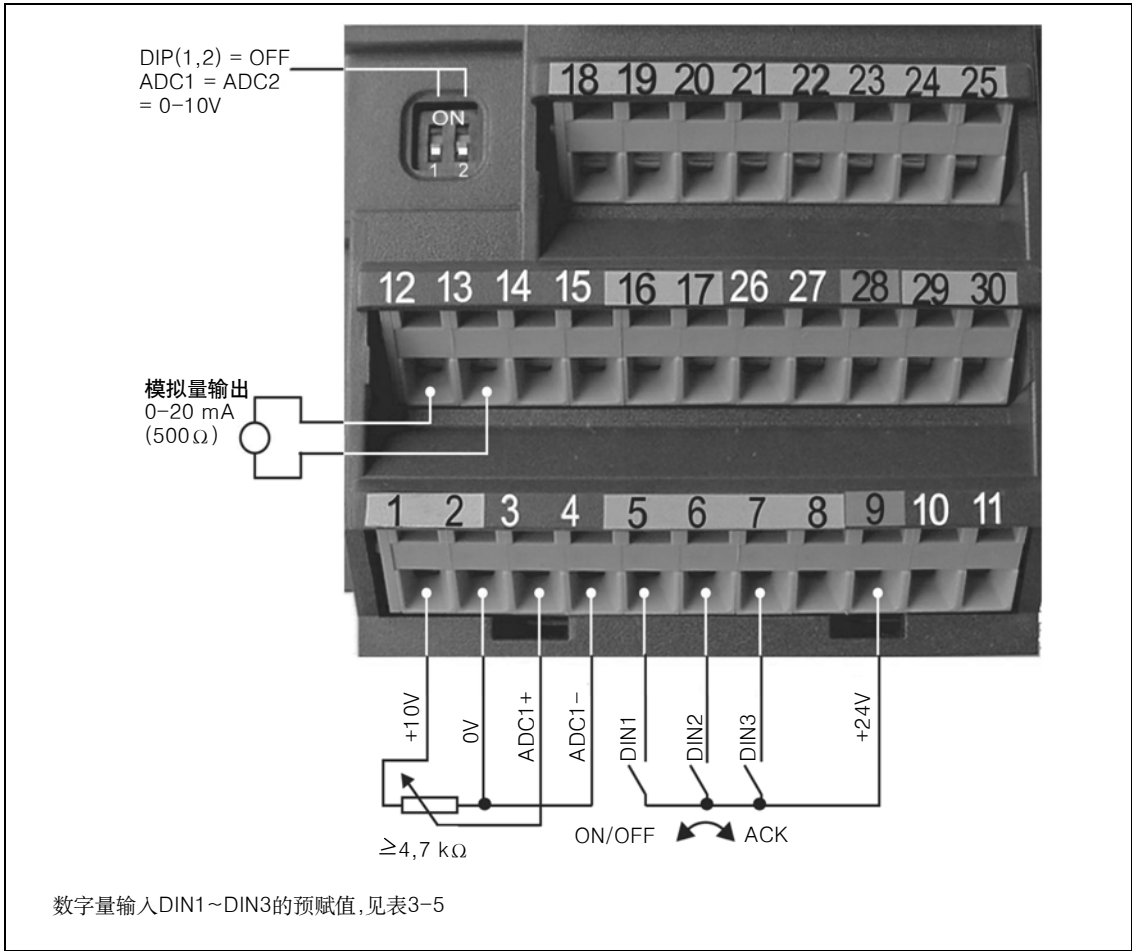 DIP(1,2) = OFF
ADC1 = ADC2
= 0-10V
ON
1 2
18 19 20 21 22 23 24 25
12 13 14 15 16 17 26 27 28 29 30
模拟量输出
0-20 mA
(500Ω)
1 2 3 4 5 6 7 8 9 10 11
+10V
0V
ADC1+
ADC1-
DIN1
DIN2
DIN3
+24V
≥4,7 kΩ
ON/OFF
ACK
数字量输入DIN1~DIN3的预赋值,见表3-5